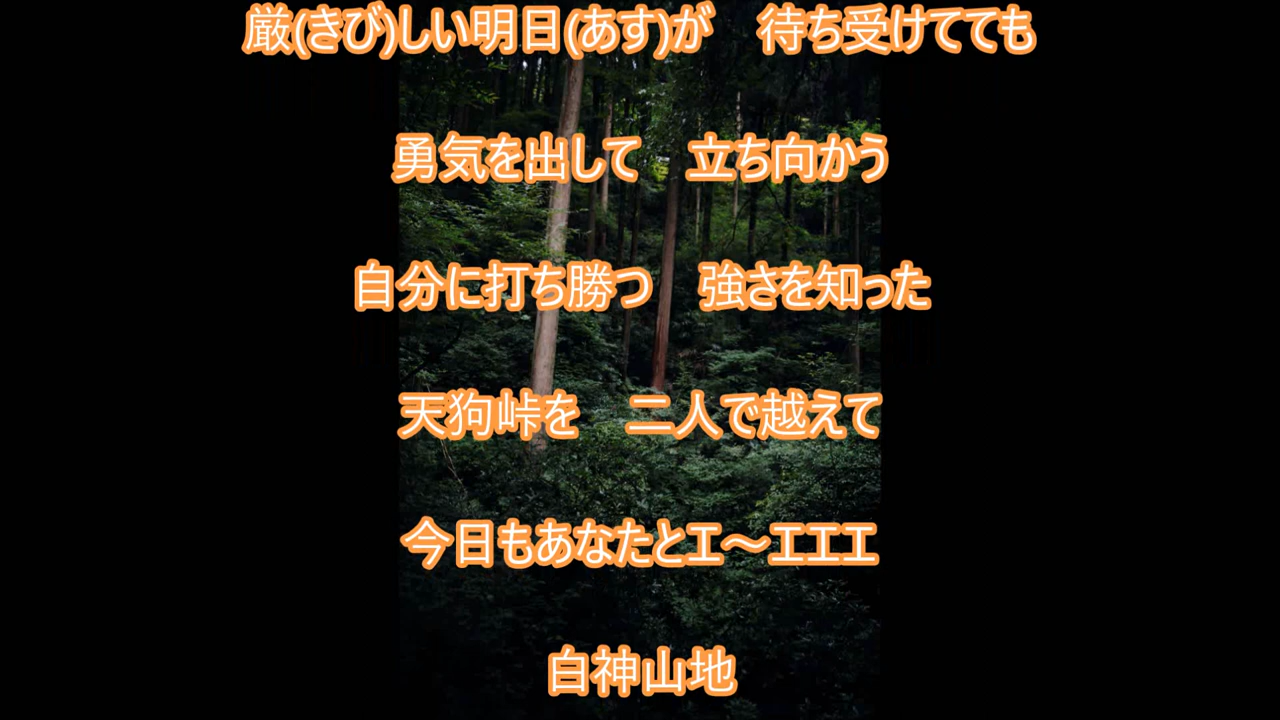 厳(きび)しい明日(あす)が　待ち受けてても
勇気を出して　立ち向かう
自分に打ち勝つ　強さを知った
天狗峠を　二人で越えて
今日もあなたとエ～エエエ
白神山地